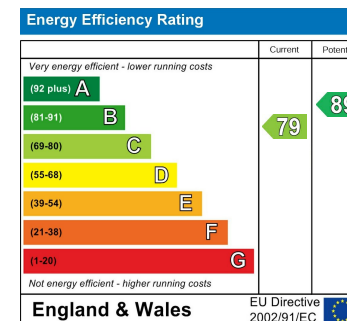 Energy Efficiency Rating
Current
Very energy efficient - lower running costs
(92 plus) A
(81-91) B
(69-80) C
(55-68) D
(39-54) E
(21-38) F
(1-20) G
79
Not energy efficient - higher running costs
England & Wales
EU Directive
2002/91/EC